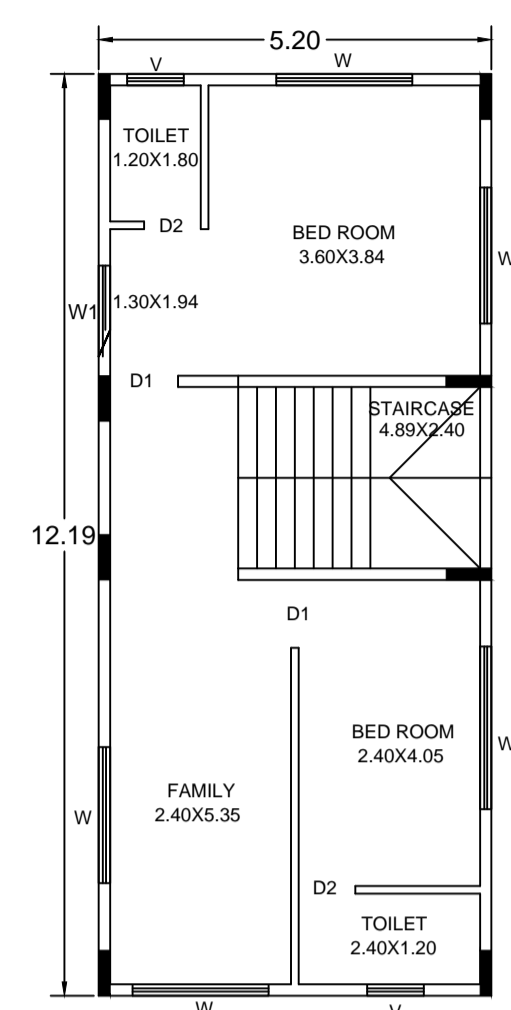 5.20
V
W
TOILET
1.20X1.80
D2
BED ROOM
3.60X3.84
W
W1
1.30X1.94
D1
STAIRCASE
4.89X2.40
12.19
D1
BED ROOM
2.40X4.05
W
FAMILY
2.40X5.35
W
D2
TOILET
2.40X1.20
W
V